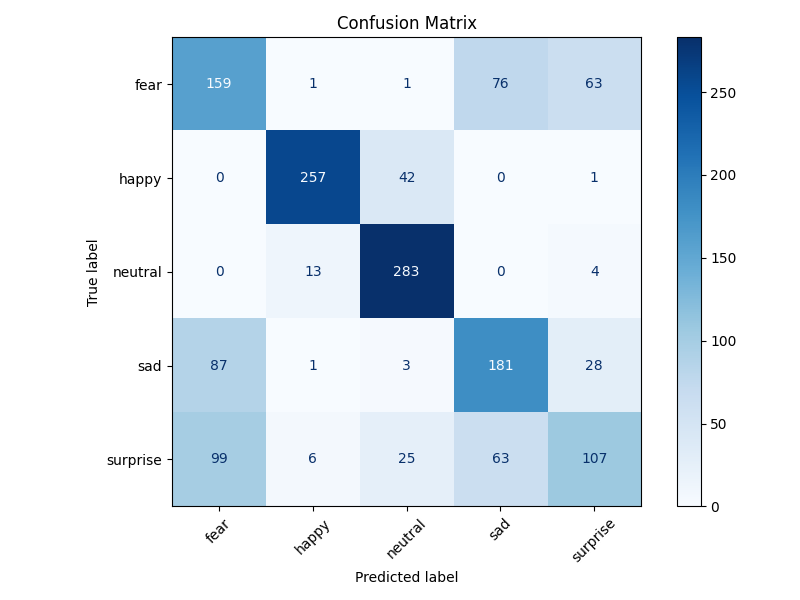 Confusion Matrix
fear 159 1 1 76 63
happy 0 257 42 0 1
neutral 0 13 283 0 4
sad 87 1 3 181 28
surprise 99 6 25 63 107
fear happy neutral sad surprise
Predicted label
True label
250
200
150
100
50
0